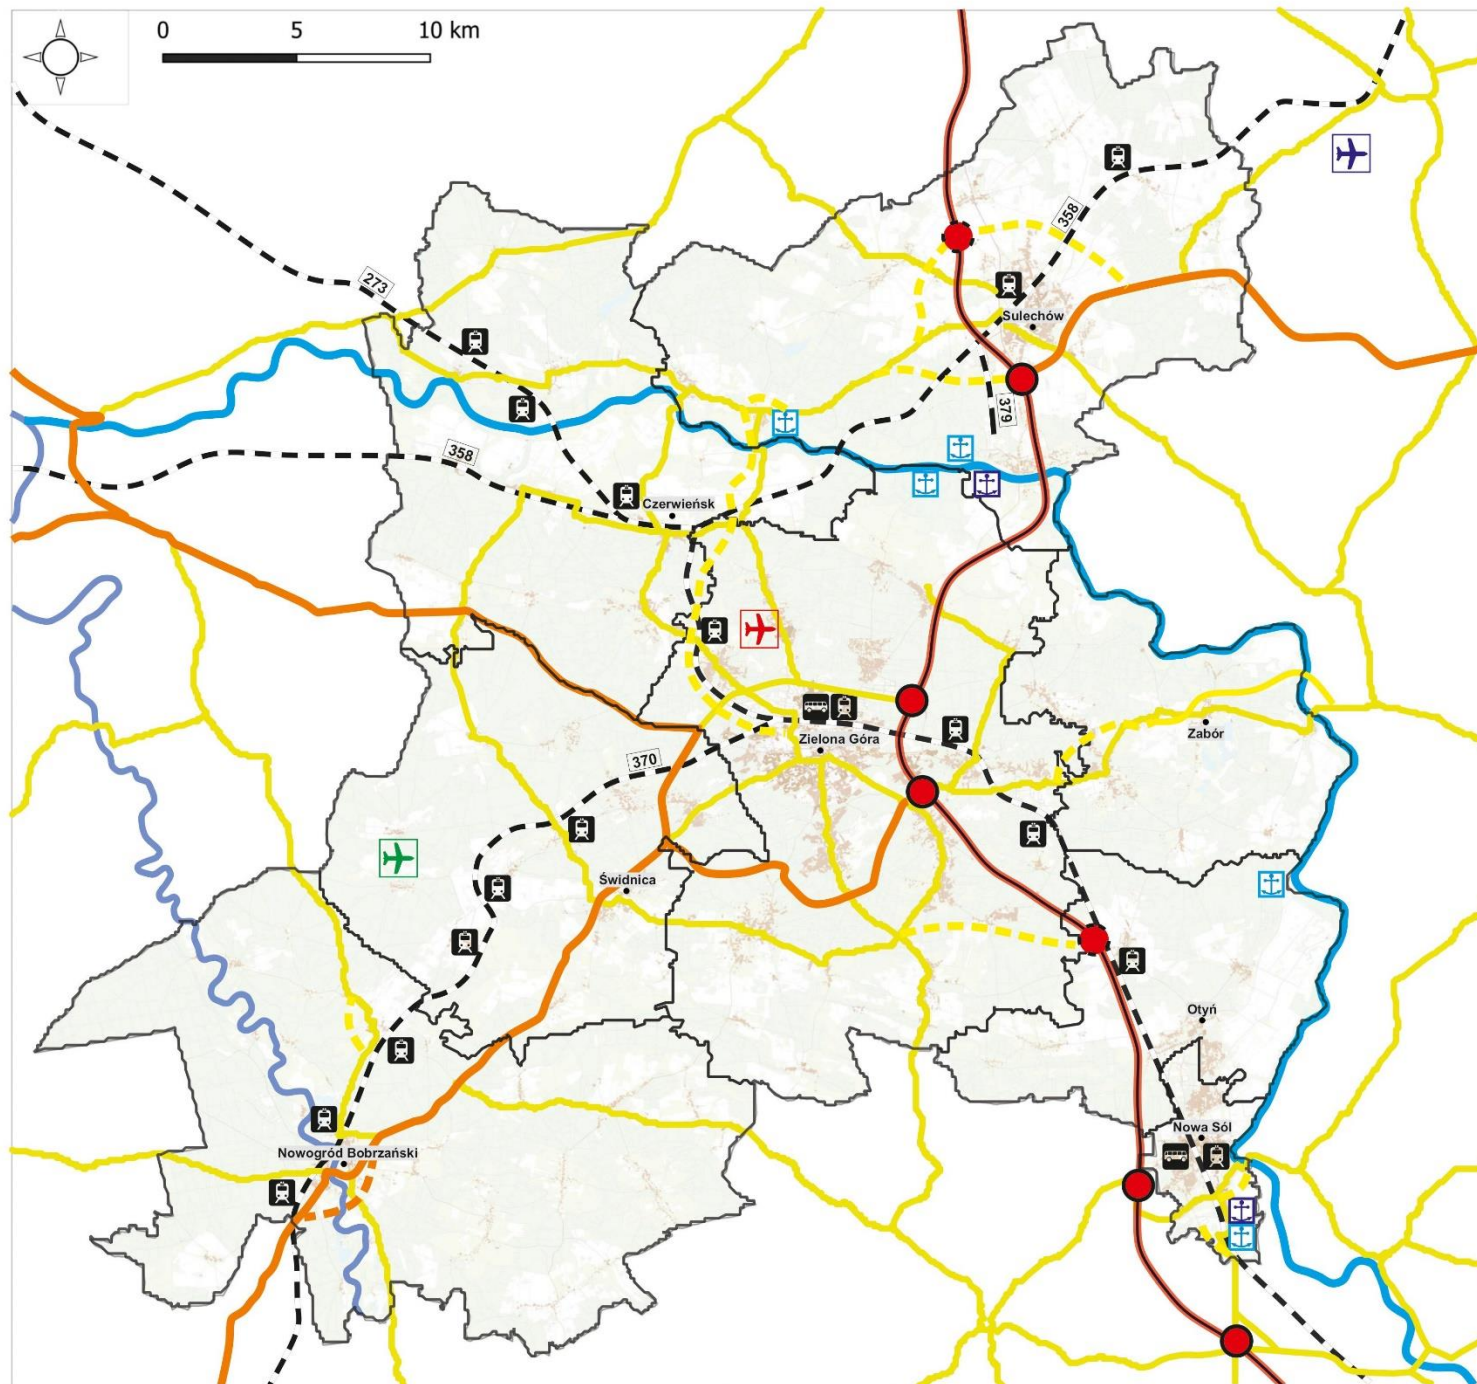 0 5 10 km
358
273
Sulechów
379
358
Czerwieńsk
Zabór
Zielona Góra
370
Świdnica
Otyń
Nowa Sól
Nowogród Bobrzański